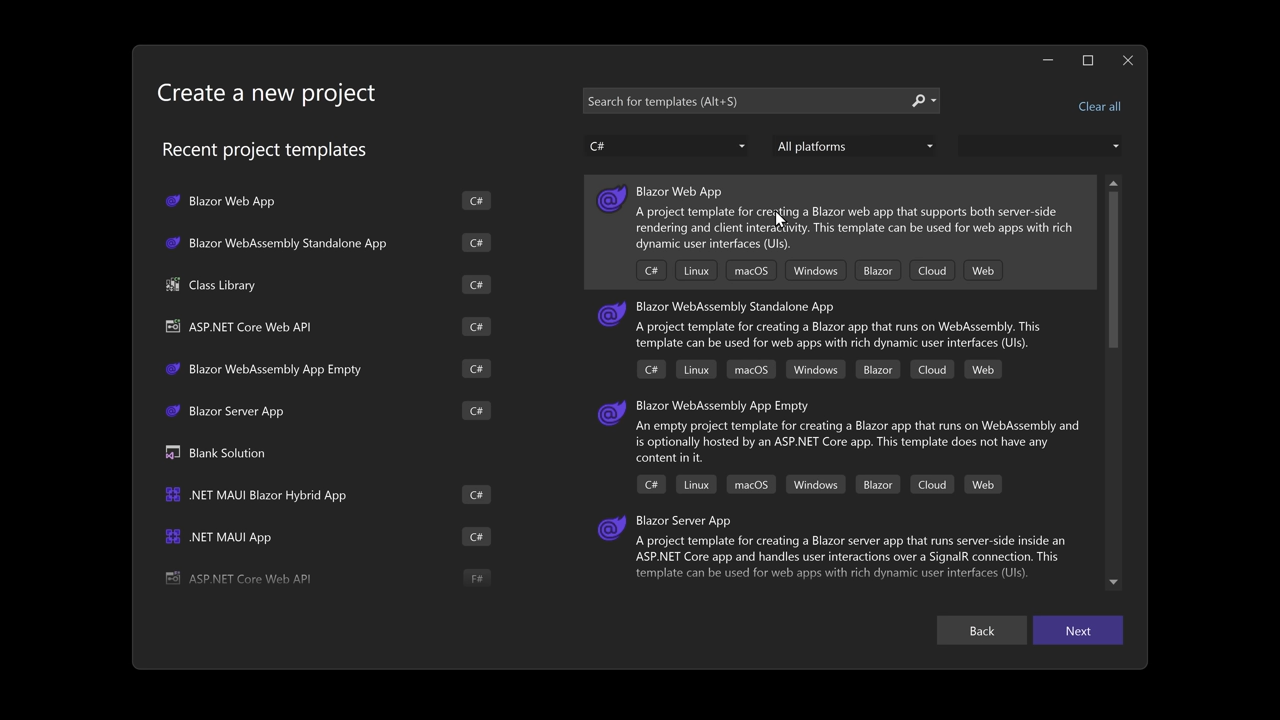 Create a new project
Search for templates (Alt+S)
Clear all
Recent project templates
C#
All platforms
Blazor Web App C#
Blazor WebAssembly Standalone App C#
Class Library C#
ASP.NET Core Web API C#
Blazor WebAssembly App Empty C#
Blazor Server App C#
Blank Solution
.NET MAUI Blazor Hybrid App C#
.NET MAUI App C#
ASP.NET Core Web API F#
Blazor Web App
A project template for creating a Blazor web app that supports both server-side
rendering and client interactivity. This template can be used for web apps with rich
dynamic user interfaces (UIs).
C# Linux macOS Windows Blazor Cloud Web
Blazor WebAssembly Standalone App
A project template for creating a Blazor app that runs on WebAssembly. This
template can be used for web apps with rich dynamic user interfaces (UIs).
C# Linux macOS Windows Blazor Cloud Web
Blazor WebAssembly App Empty
An empty project template for creating a Blazor app that runs on WebAssembly and
is optionally hosted by an ASP.NET Core app. This template does not have any
content in it.
C# Linux macOS Windows Blazor Cloud Web
Blazor Server App
A project template for creating a Blazor server app that runs server-side inside an
ASP.NET Core app and handles user interactions over a SignalR connection. This
template can be used for web apps with rich dynamic user interfaces (UIs).
Back
Next